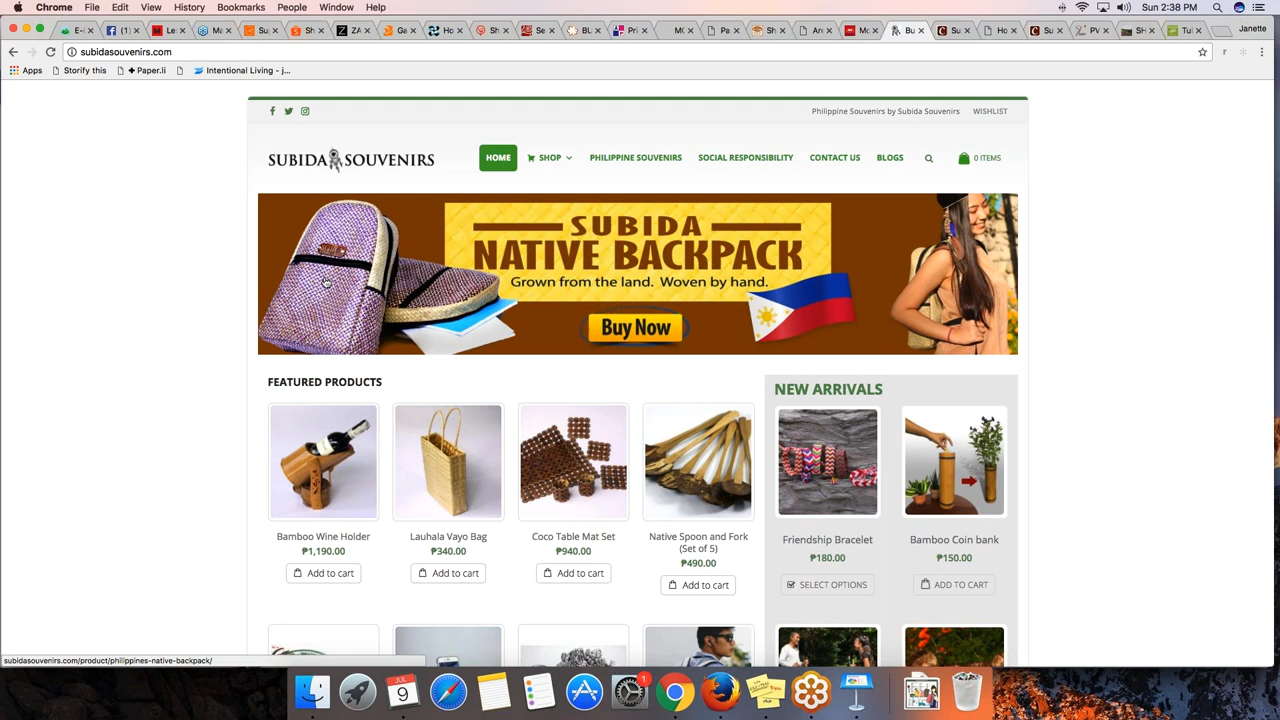 Chrome File Edit View History Bookmarks People Window Help Sun 2:38 PM
Janette
subidasouvenirs.com
Apps Storify this Paper.li Intentional Living - j...
Philippine Souvenirs by Subida Souvenirs WISHLIST
SUBIDA SOUVENIRS HOME SHOP PHILIPPINE SOUVENIRS SOCIAL RESPONSIBILITY CONTACT US BLOGS 0 ITEMS
SUBIDA
NATIVE BACKPACK
Grown from the land. Woven by hand.
Buy Now
FEATURED PRODUCTS
Bamboo Wine Holder
₱1,190.00
Add to cart
Lauhala Vayo Bag
₱340.00
Add to cart
Coco Table Mat Set
₱940.00
Add to cart
Native Spoon and Fork
(Set of 5)
₱490.00
Add to cart
NEW ARRIVALS
Friendship Bracelet
₱180.00
SELECT OPTIONS
Bamboo Coin bank
₱150.00
ADD TO CART
subidasouvenirs.com/product/philippines-native-backpack/
JUL
9
1